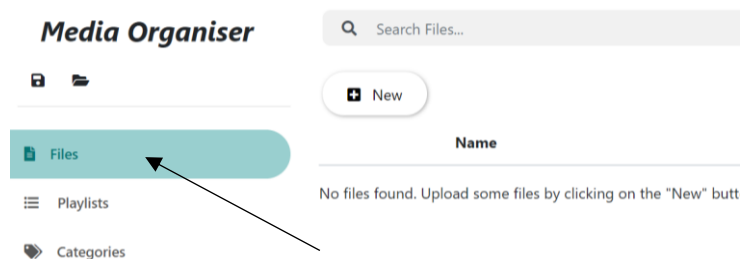 Media Organiser
Search Files...
New
Files
Name
No files found. Upload some files by clicking on the "New" butt
Playlists
Categories